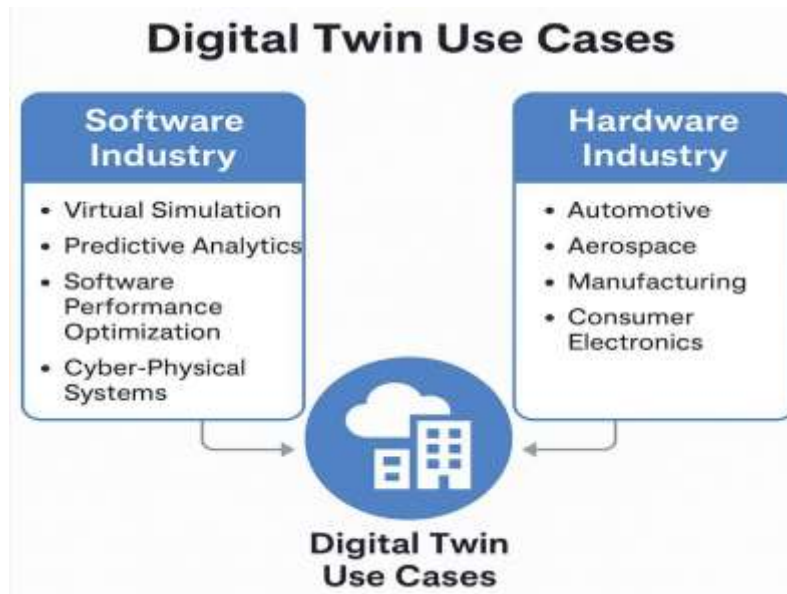 Digital Twin Use Cases
Software
Industry
• Virtual Simulation
• Predictive Analytics
• Software
Performance
Optimization
• Cyber-Physical
Systems
Hardware
Industry
• Automotive
• Aerospace
• Manufacturing
• Consumer
Electronics
Digital Twin
Use Cases